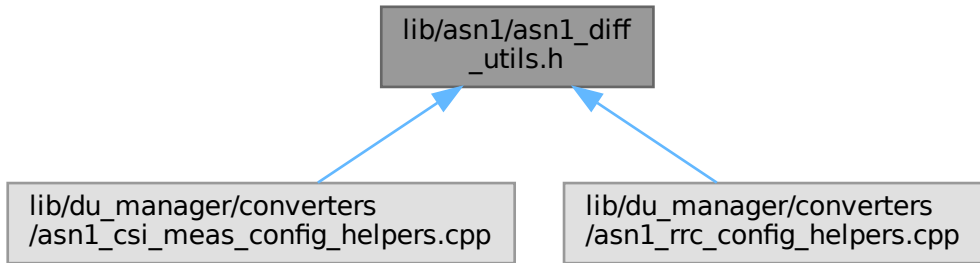 lib/asn1/asn1_diff
_utils.h
lib/du_manager/converters
/asn1_csi_meas_config_helpers.cpp
lib/du_manager/converters
/asn1_rrc_config_helpers.cpp